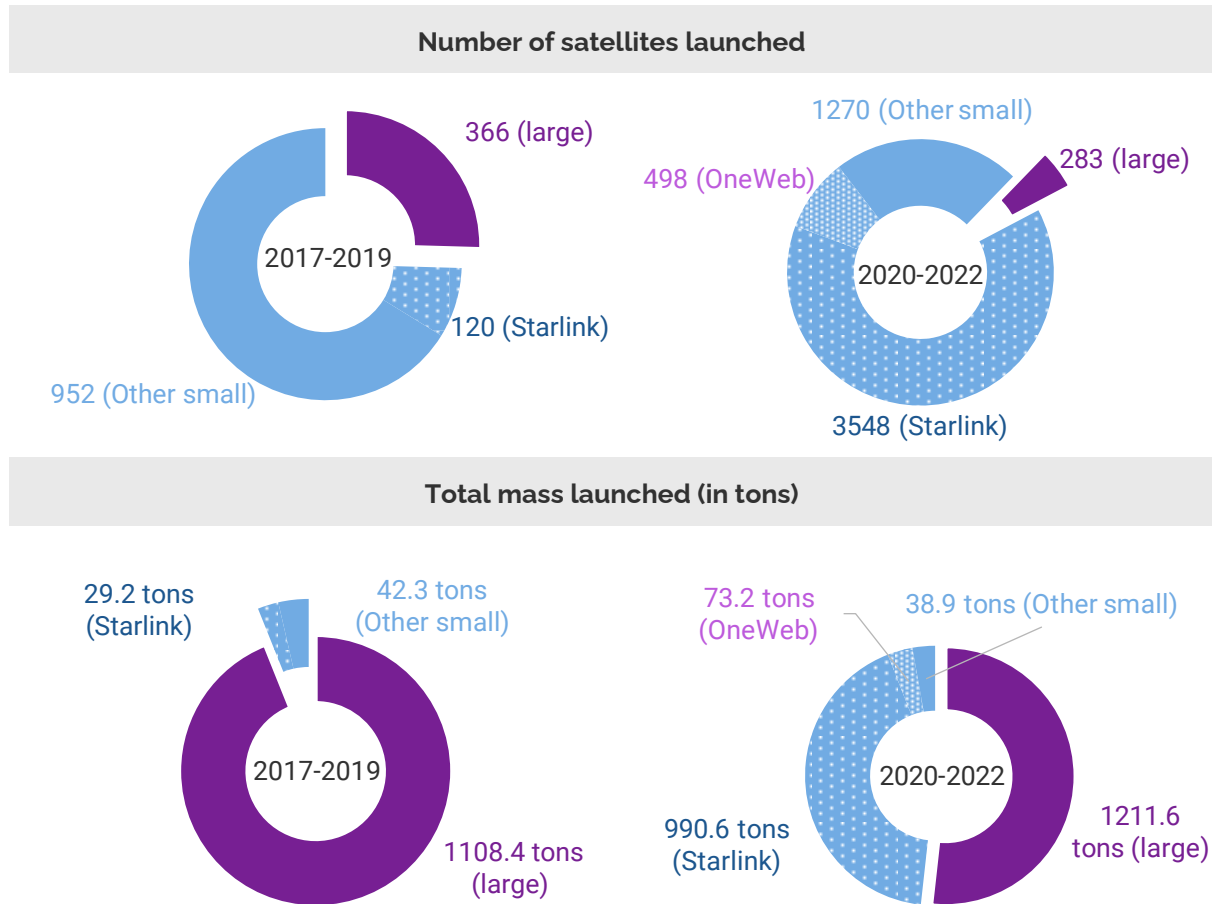 Number of satellites launched
366 (large)
2017-2019
120 (Starlink)
952 (Other small)
1270 (Other small)
283 (large)
498 (OneWeb)
2020-2022
3548 (Starlink)
Total mass launched (in tons)
29.2 tons
(Starlink)
42.3 tons
(Other small)
2017-2019
1108.4 tons
(large)
73.2 tons
(OneWeb)
38.9 tons (Other small)
2020-2022
990.6 tons
(Starlink)
1211.6
tons (large)